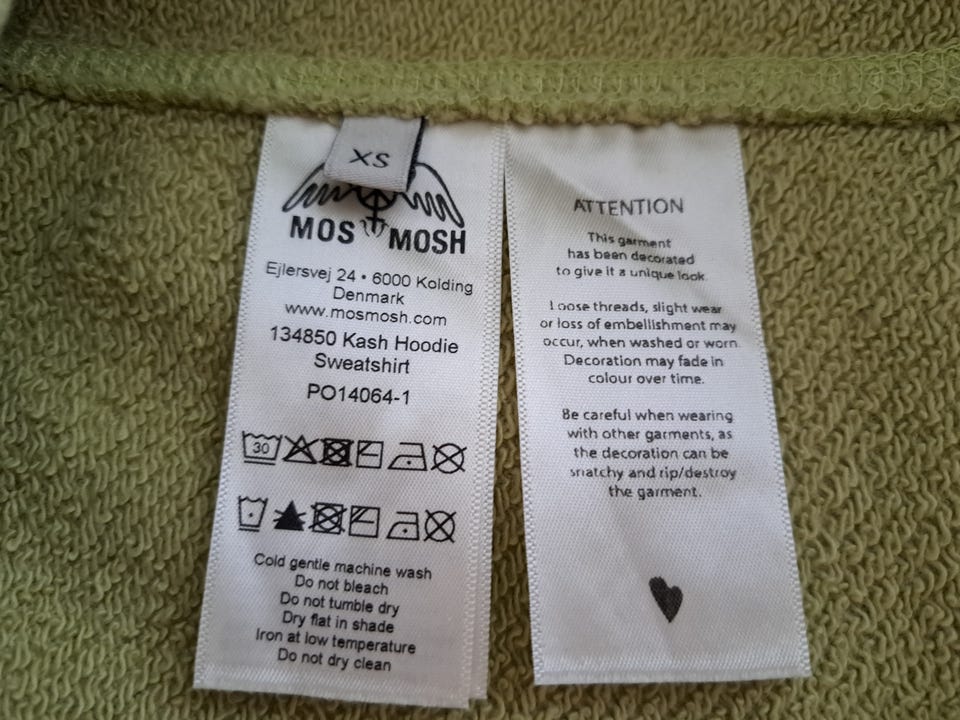 XS
MOS MOSH
Ejlersvej 24 • 6000 Kolding
Denmark
www.mosmosh.com
134850 Kash Hoodie
Sweatshirt
PO14064-1
30
Cold gentle machine wash
Do not bleach
Do not tumble dry
Dry flat in shade
Iron at low temperature
Do not dry clean
ATTENTION
This garment
has been decorated
to give it a unique look.
Loose threads, slight wear
or loss of embellishment may
occur, when washed or worn.
Decoration may fade in
colour over time.
Be careful when wearing
with other garments, as
the decoration can be
snatchy and rip/destroy
the garment.